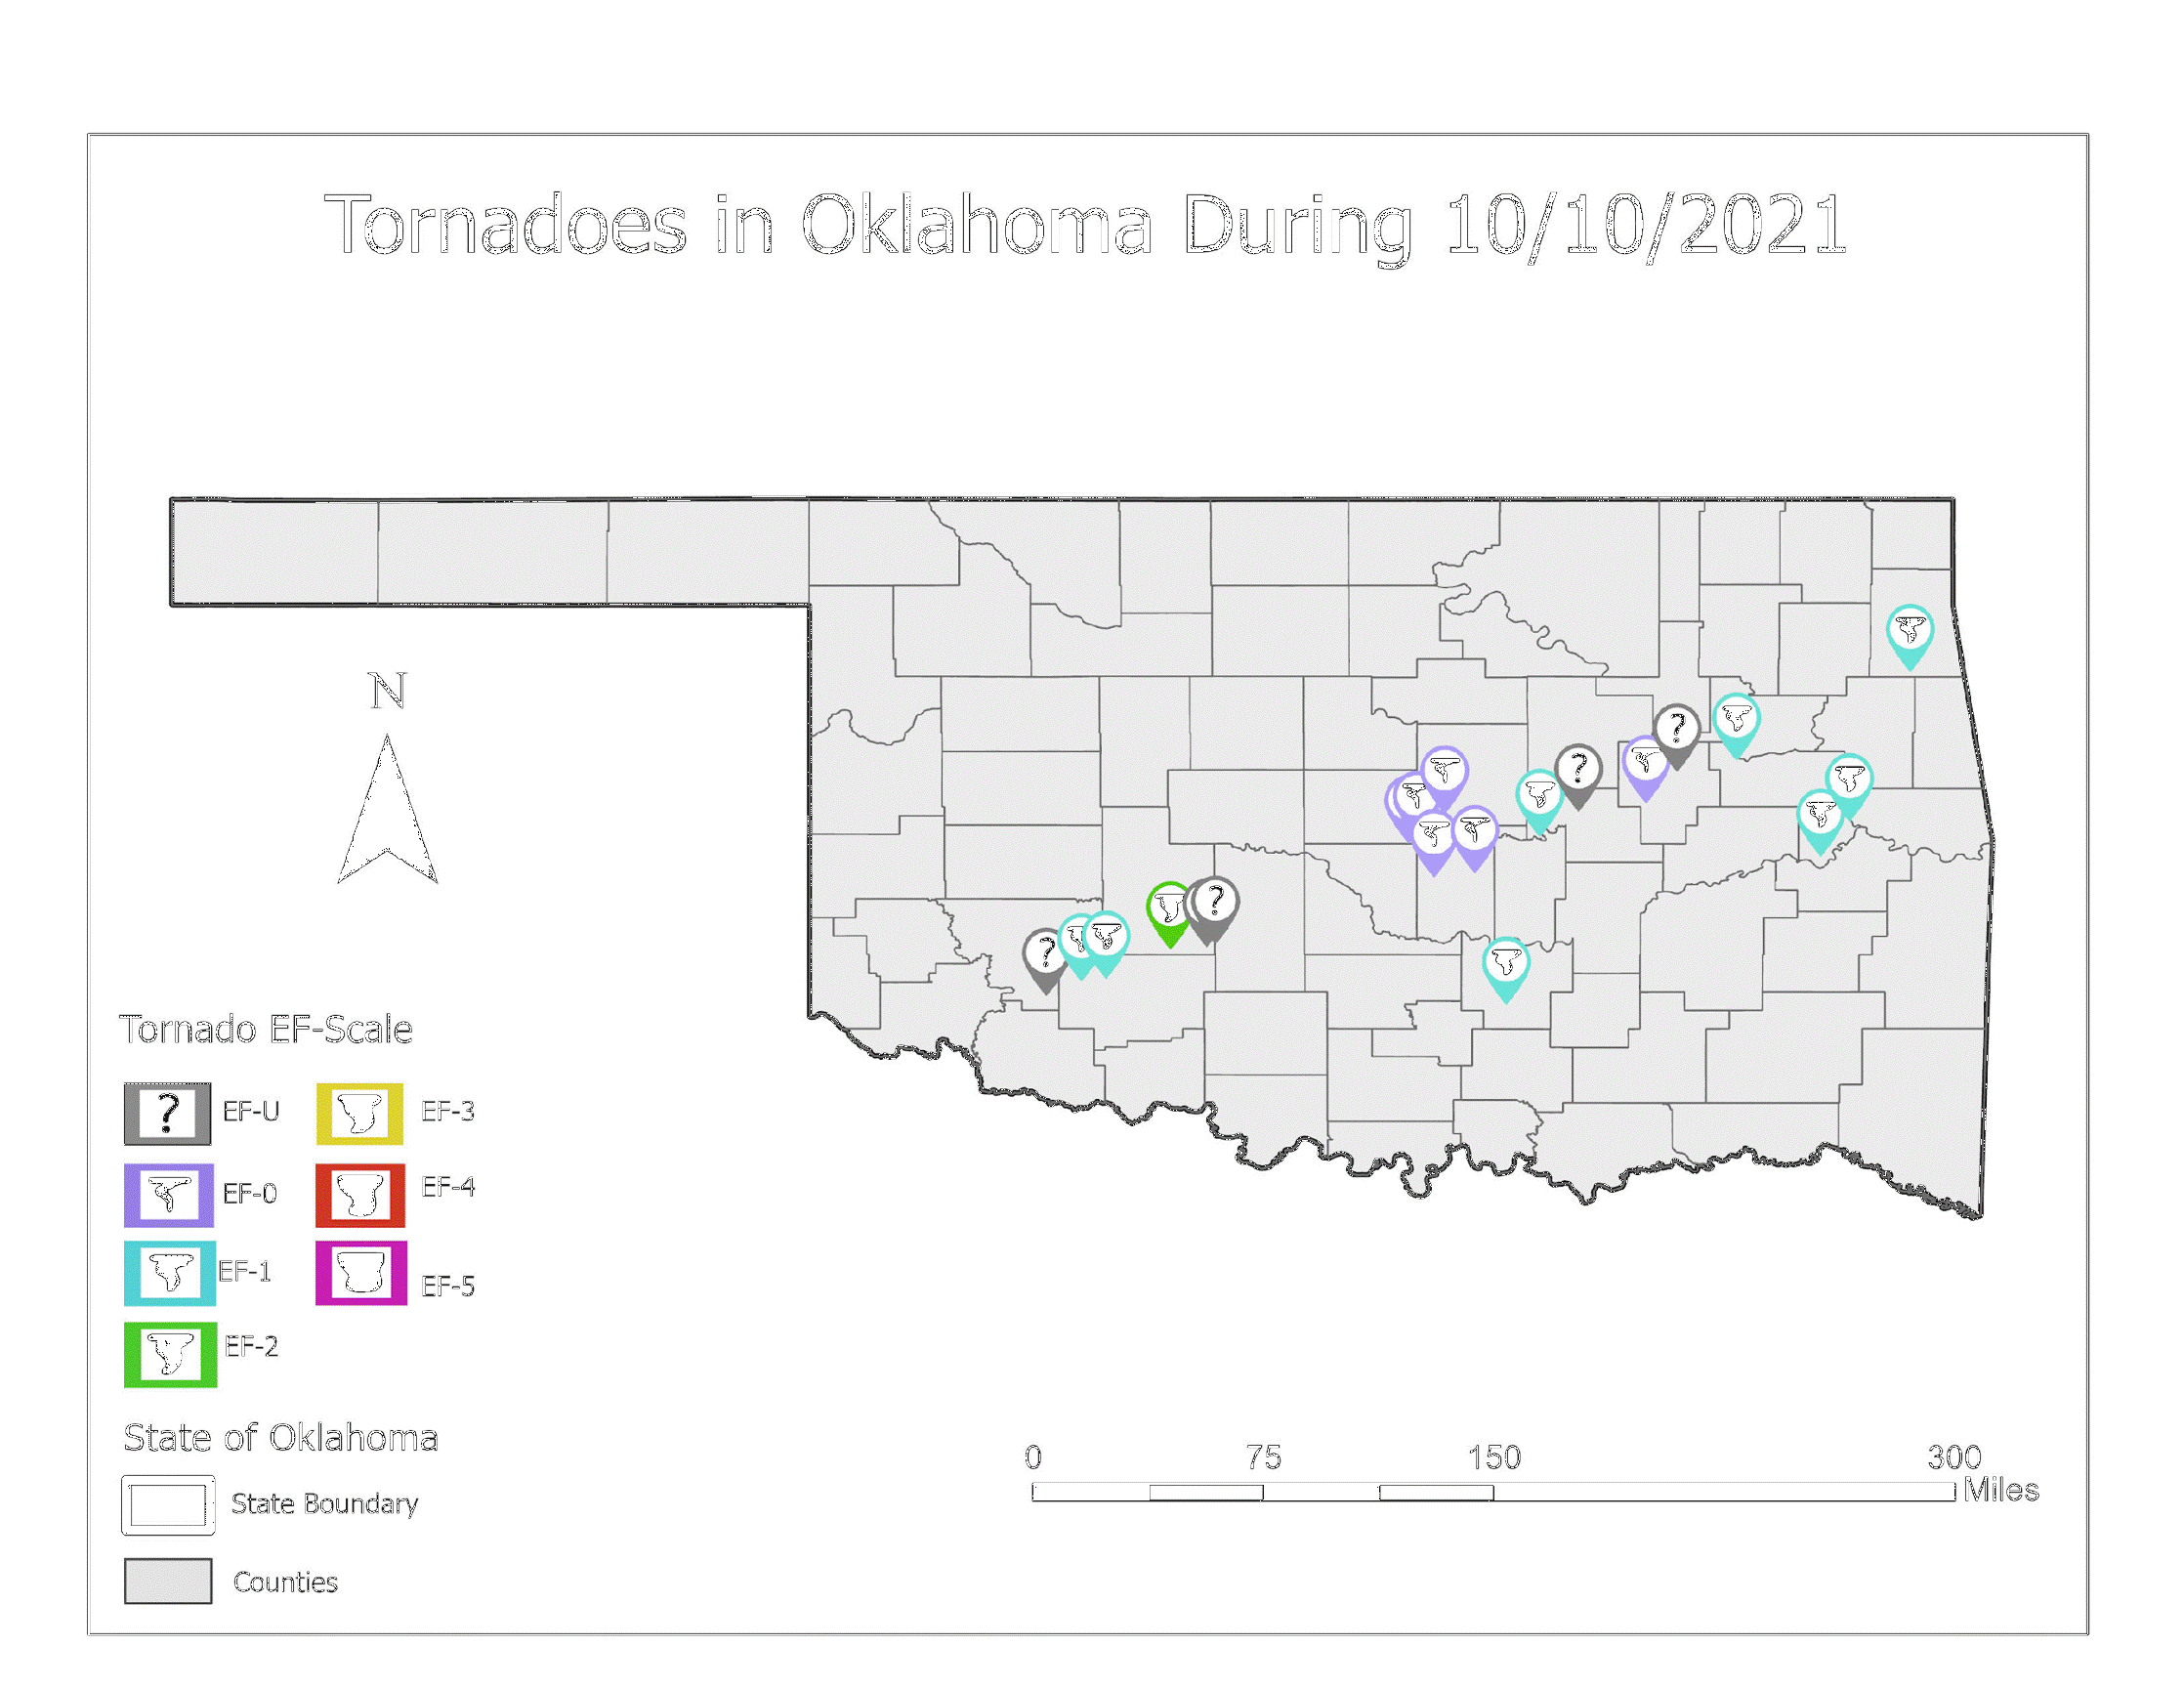 Tornadoes in Oklahoma During 10/10/2021
N
? ?
? ?
?
Tornado EF-Scale
? EF-U
EF-3
EF-0
EF-4
EF-1
EF-5
EF-2
State of Oklahoma
State Boundary
Counties
0 75 150 300
Miles